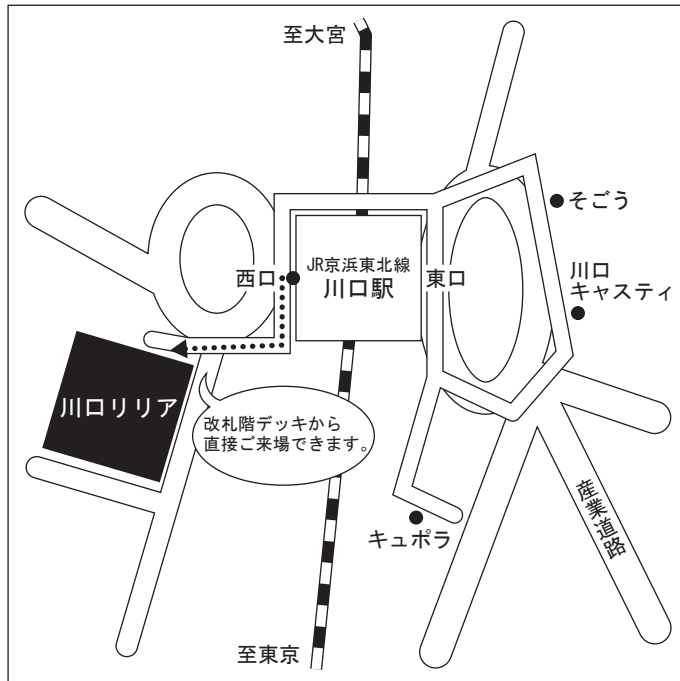 至大宮
そごう
JR京浜東北線
川口駅
西口
東口
川口
キャスティ
川口リリア
改札階デッキから
直接ご来場できます。
産業道路
キュポラ
至東京